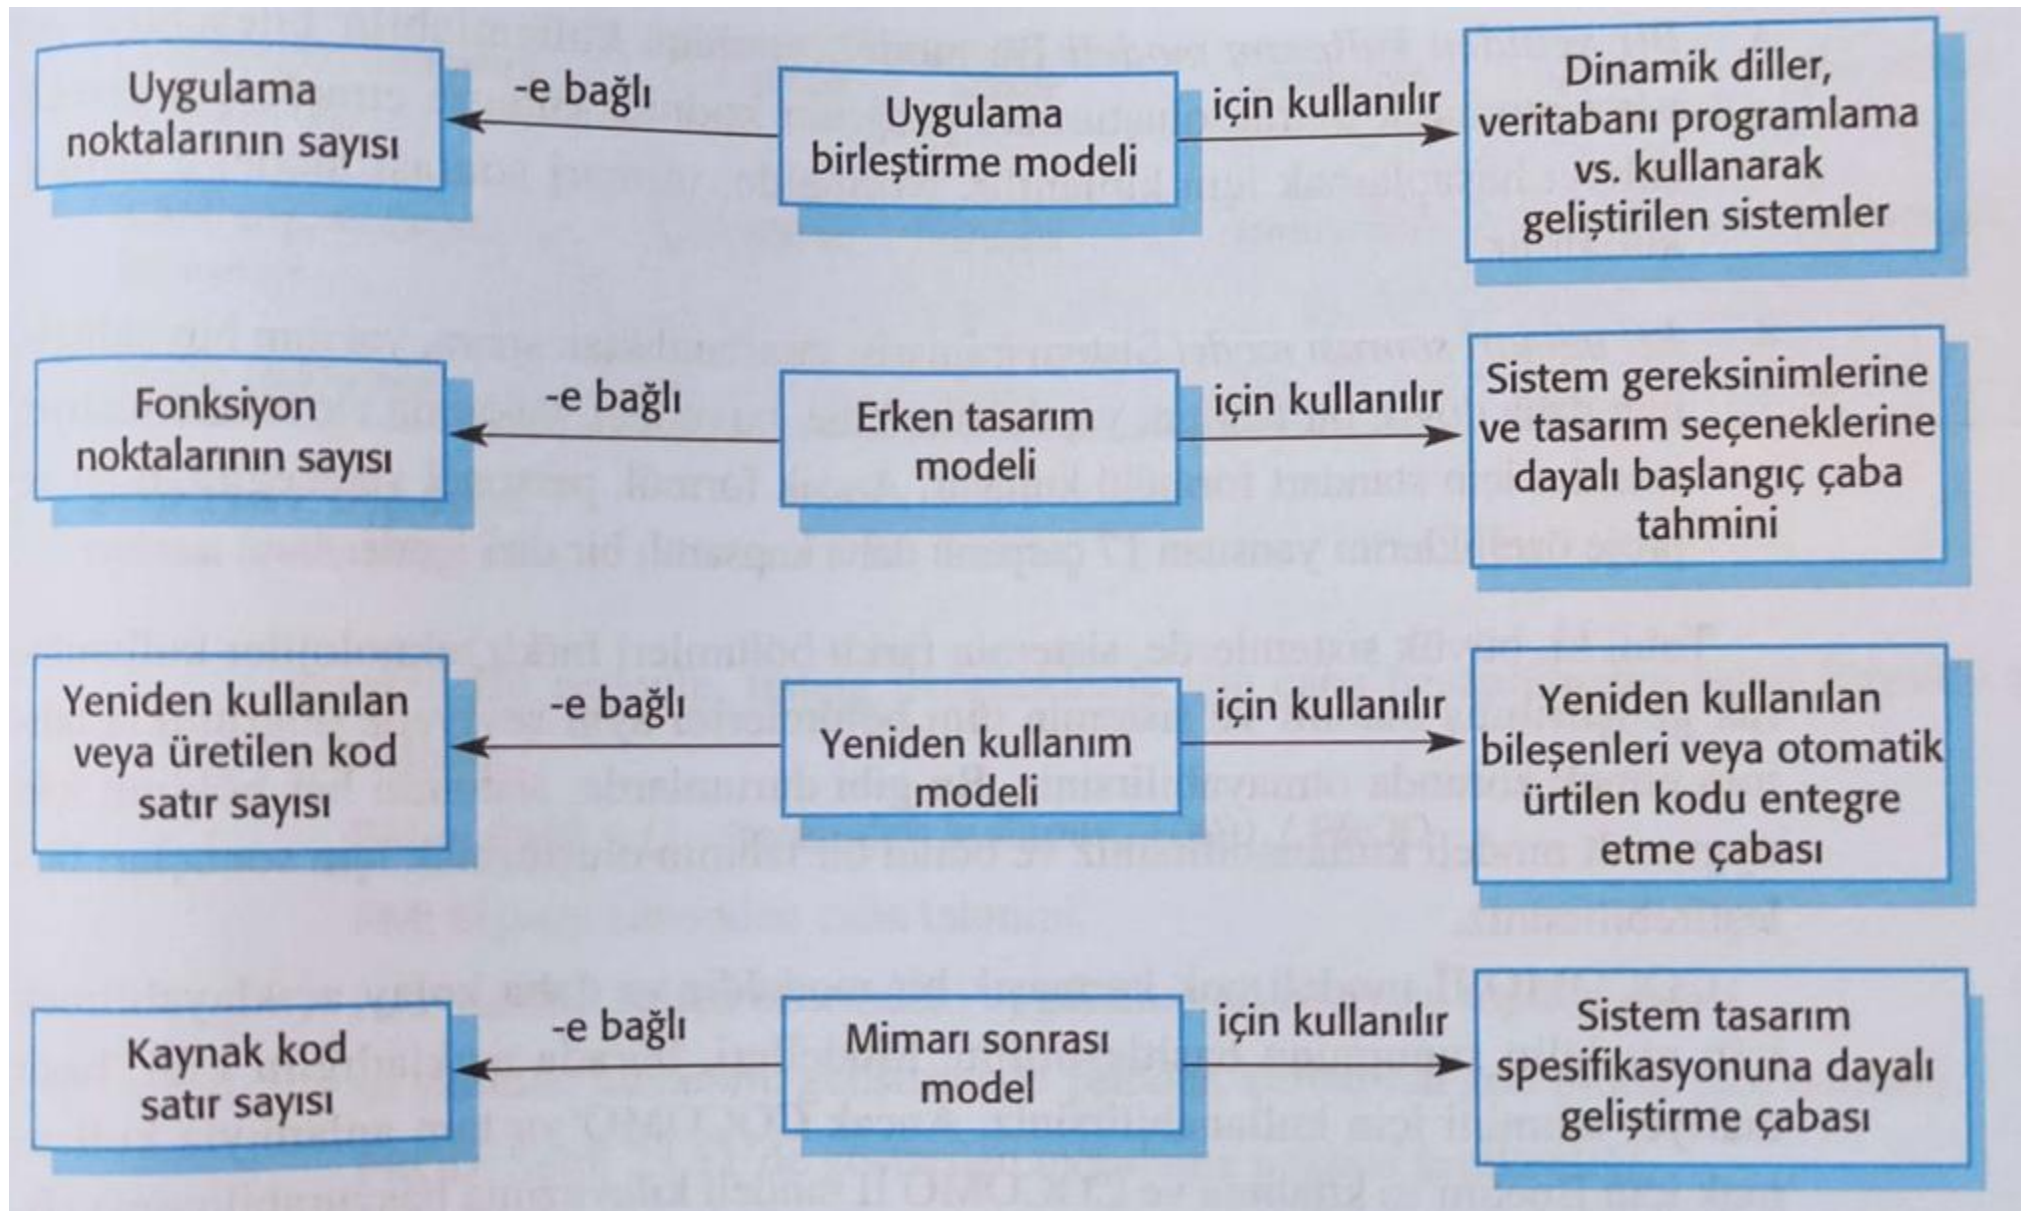 Uygulama
noktalarının sayısı
-e bağlı
Uygulama
birleştirme modeli
için kullanılır
Dinamik diller,
veritabanı programlama
vs. kullanarak
geliştirilen sistemler
Fonksiyon
noktalarının sayısı
-e bağlı
Erken tasarım
modeli
için kullanılır
Sistem gereksinimlerine
ve tasarım seçeneklerine
dayalı başlangıç çaba
tahmini
Yeniden kullanılan
veya üretilen kod
satır sayısı
-e bağlı
Yeniden kullanım
modeli
için kullanılır
Yeniden kullanılan
bileşenleri veya otomatik
ürtilen kodu entegre
etme çabası
Kaynak kod
satır sayısı
-e bağlı
Mimarı sonrası
model
için kullanılır
Sistem tasarım
spesifikasyonuna dayalı
geliştirme çabası